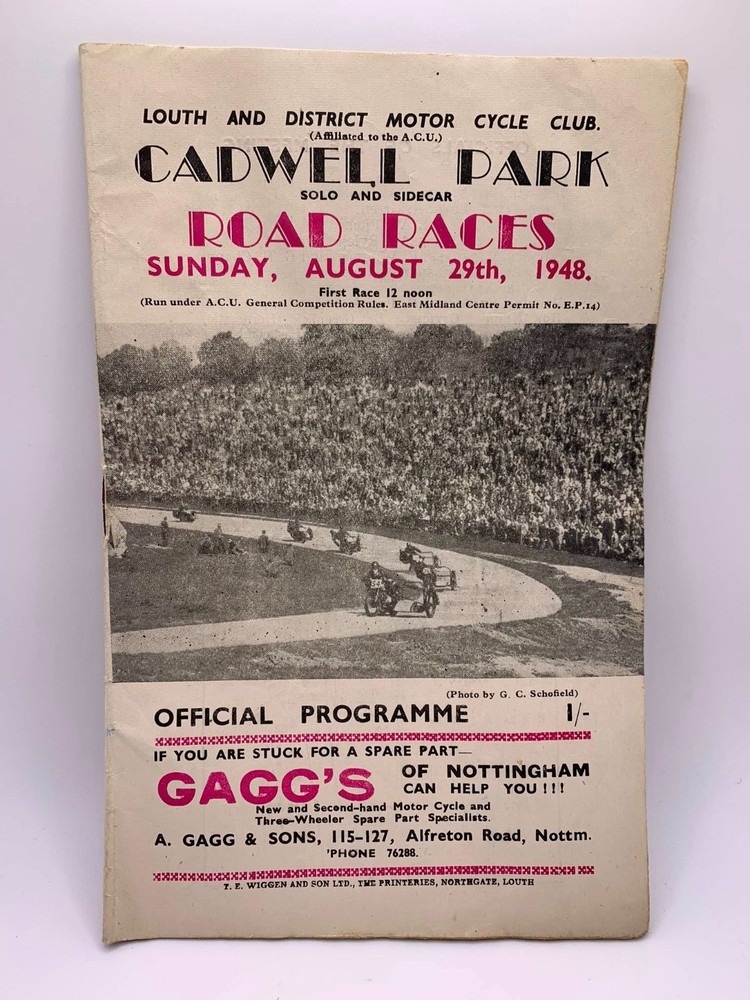 LOUTH AND DISTRICT MOTOR CYCLE CLUB.
(Affiliated to the A.C.U.)
CADWELL PARK
SOLO AND SIDECAR
ROAD RACES
SUNDAY, AUGUST 29th, 1948.
First Race 12 noon
(Run under A.C.U. General Competition Rules. East Midland Centre Permit No. E.P.14)
(Photo by G. C. Schofield)
OFFICIAL PROGRAMME 1/-
IF YOU ARE STUCK FOR A SPARE PART—
GAGG'S OF NOTTINGHAM
CAN HELP YOU !!!
New and Second-hand Motor Cycle and
Three-Wheeler Spare Part Specialists.
A. GAGG & SONS, 115-127, Alfreton Road, Nottm.
'PHONE 76288.
T. E. WIGGEN AND SON LTD., THE PRINTERIES, NORTHGATE, LOUTH